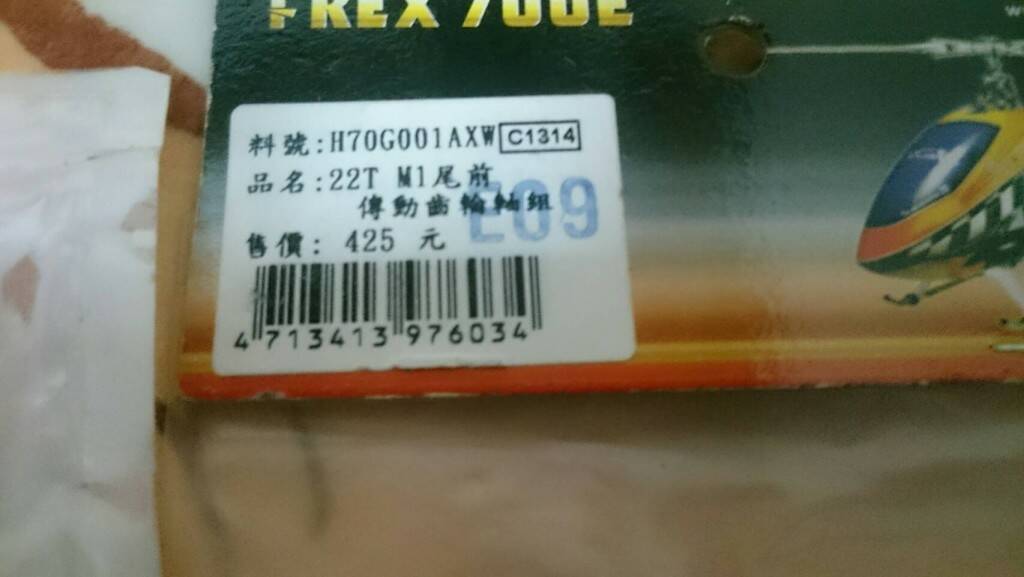 T-REX 700E
料號:H70G001AXW C1314
品名:22T M1尾前
傳動齒輪軸組
E09
售價: 425 元
4 713413 976034